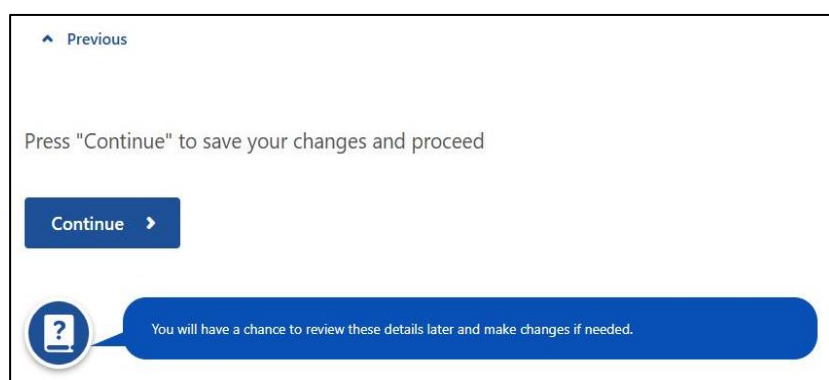 Previous
Press "Continue" to save your changes and proceed
Continue
?
You will have a chance to review these details later and make changes if needed.